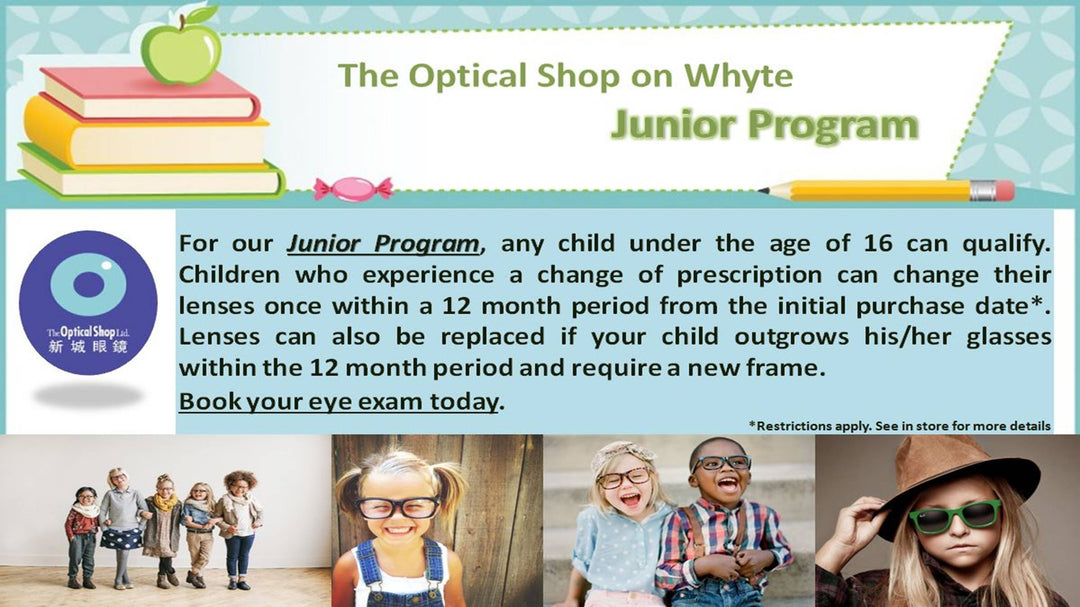 The Optical Shop on Whyte
Junior Program
The Optical Shop Ltd.
新城眼鏡
For our Junior Program, any child under the age of 16 can qualify.
Children who experience a change of prescription can change their
lenses once within a 12 month period from the initial purchase date*.
Lenses can also be replaced if your child outgrows his/her glasses
within the 12 month period and require a new frame.
Book your eye exam today.
*Restrictions apply. See in store for more details